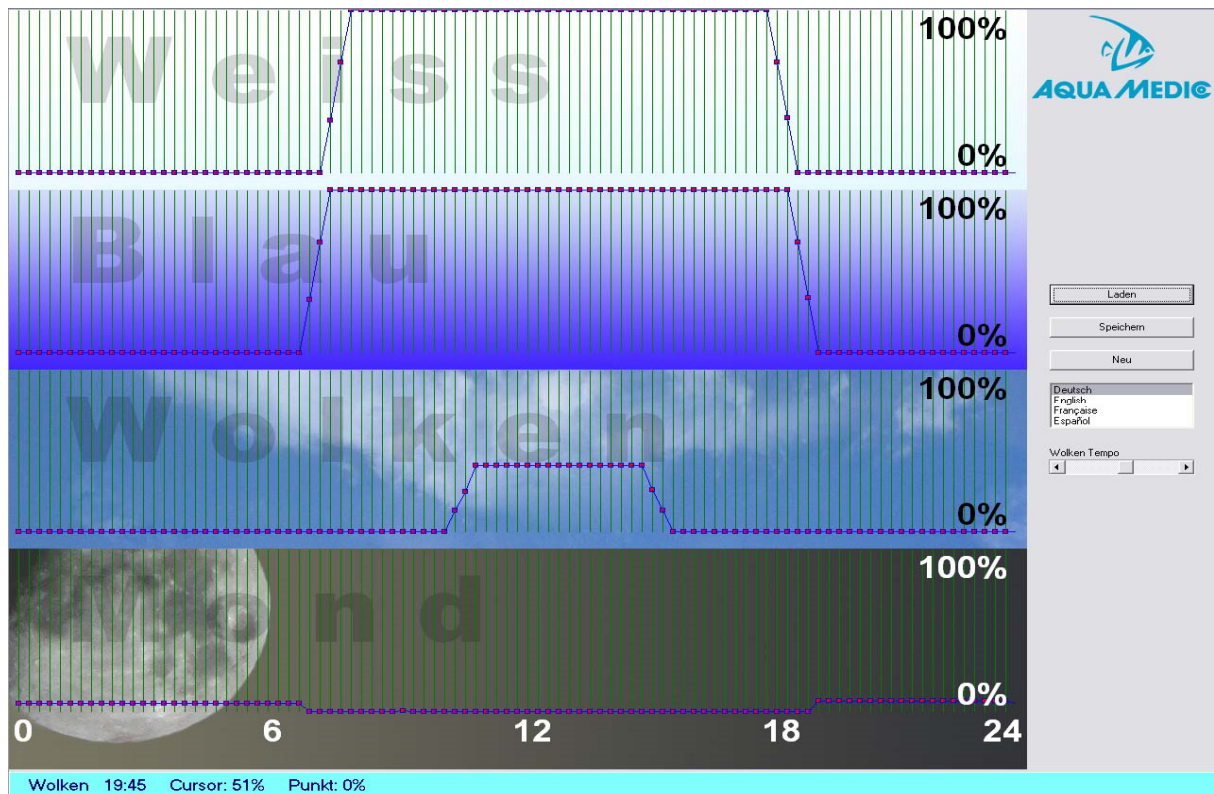 Weiss
100%
0%
Blau
100%
0%
Wolken
100%
0%
Mond
100%
0%
0 6 12 18 24
AQUA MEDIC
Laden
Speichern
Neu
Deutsch
English
Française
Español
Wolken Tempo
Wolken 19:45 Cursor: 51% Punkt: 0%